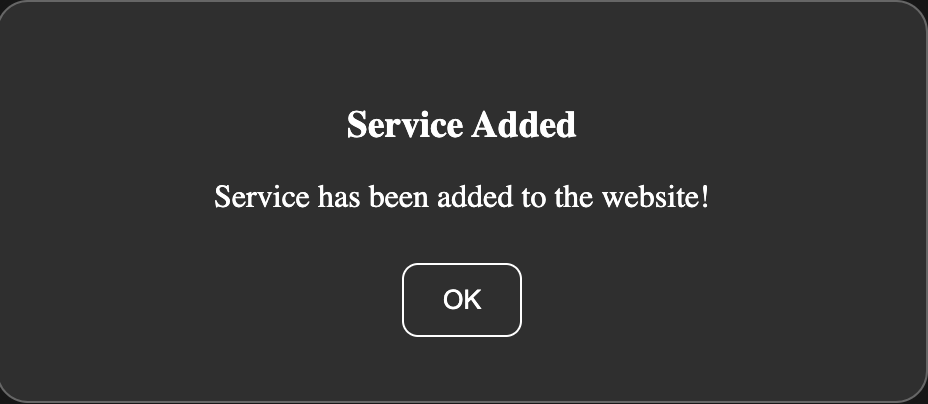 Service Added
Service has been added to the website!
OK